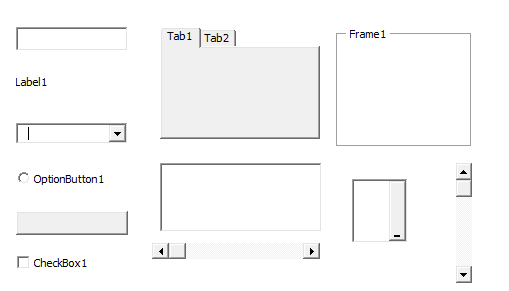 Tab1 Tab2
Frame1
Label1
OptionButton1
CheckBox1